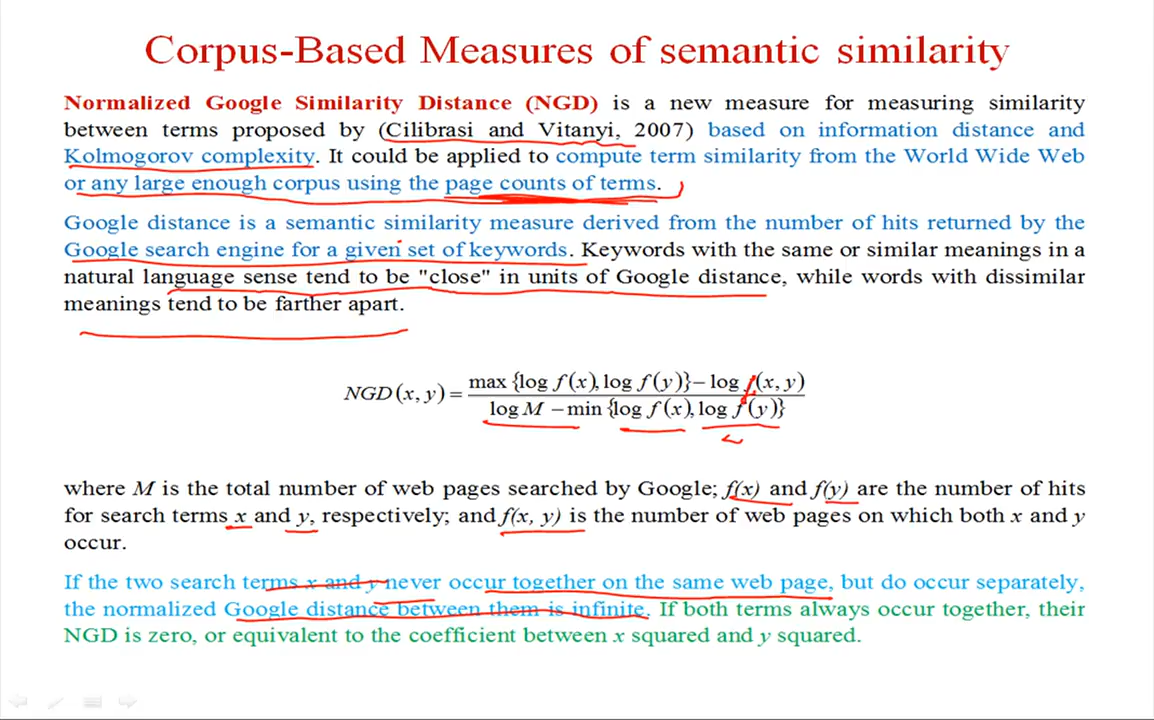 Corpus-Based Measures of semantic similarity
Normalized Google Similarity Distance (NGD) is a new measure for measuring similarity
between terms proposed by (Cilibrasi and Vitanyi, 2007) based on information distance and
Kolmogorov complexity. It could be applied to compute term similarity from the World Wide Web
or any large enough corpus using the page counts of terms.
Google distance is a semantic similarity measure derived from the number of hits returned by the
Google search engine for a given set of keywords. Keywords with the same or similar meanings in a
natural language sense tend to be "close" in units of Google distance, while words with dissimilar
meanings tend to be farther apart.
NGD(x, y) = max {log f(x), log f(y)} − log f(x, y) / log M − min {log f(x), log f(y)}
where M is the total number of web pages searched by Google; f(x) and f(y) are the number of hits
for search terms x and y, respectively; and f(x, y) is the number of web pages on which both x and y
occur.
If the two search terms x and y never occur together on the same web page, but do occur separately,
the normalized Google distance between them is infinite. If both terms always occur together, their
NGD is zero, or equivalent to the coefficient between x squared and y squared.